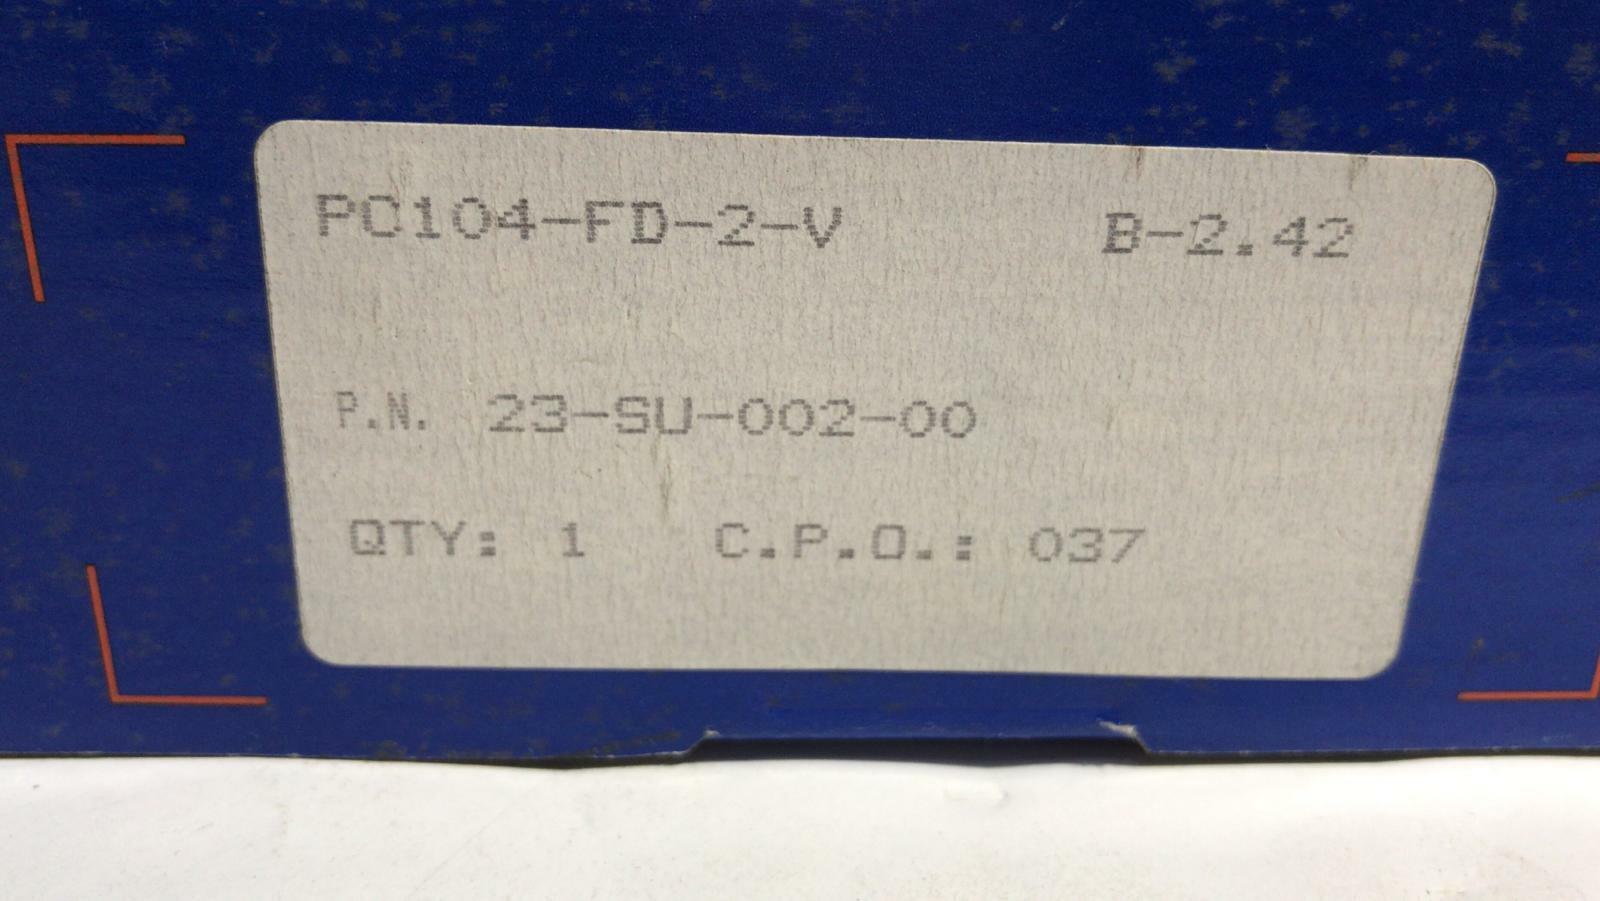 PC104-FD-2-V B-2.42
P.N. 23-SU-002-00
QTY: 1 C.P.O.: 037